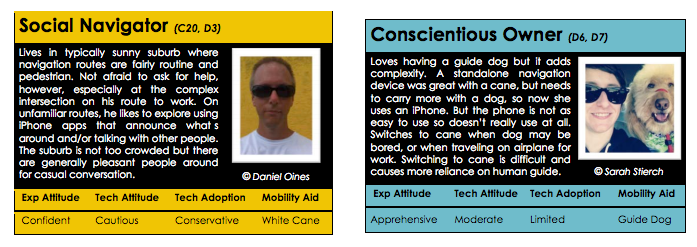 Social Navigator (C20, D3)
Lives in typically sunny suburb where
navigation routes are fairly routine and
pedestrian. Not afraid to ask for help,
however, especially at the complex
intersection on his route to work. On
unfamiliar routes, he likes to explore using
iPhone apps that announce what s
around and/or talking with other people.
The suburb is not too crowded but there
are generally pleasant people around
for casual conversation.
© Daniel Oines
Exp Attitude Tech Attitude Tech Adoption Mobility Aid
Confident Cautious Conservative White Cane
Conscientious Owner (D6, D7)
Loves having a guide dog but it adds
complexity. A standalone navigation
device was great with a cane, but needs
to carry more with a dog, so now she
uses an iPhone. But the phone is not as
easy to use so doesn't really use at all.
Switches to cane when dog may be
bored, or when traveling on airplane for
work. Switching to cane is difficult and
causes more reliance on human guide.
© Sarah Stierch
Exp Attitude Tech Attitude Tech Adoption Mobility Aid
Apprehensive Moderate Limited Guide Dog